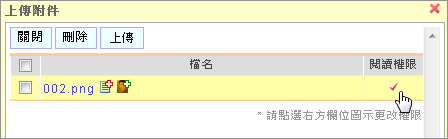 上傳附件
關閉 刪除 上傳
檔名 閱讀權限
002.png
* 請點選右方欄位圖示更改權限